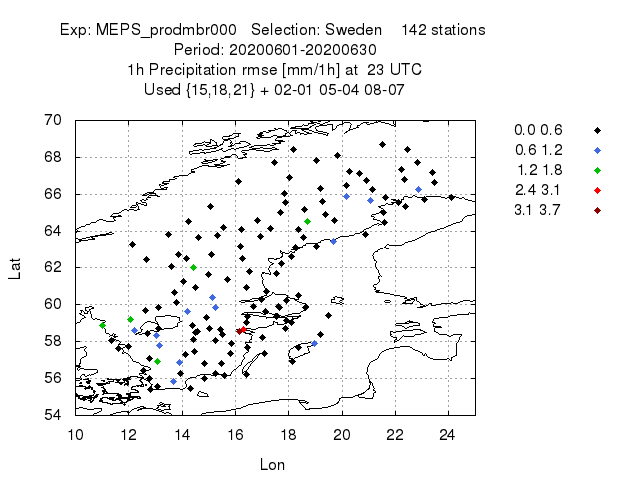 Exp: MEPS_prodmbr000 Selection: Sweden 142 stations
Period: 20200601-20200630
1h Precipitation rmse [mm/1h] at 23 UTC
Used {15,18,21} + 02-01 05-04 08-07
70
68
66
64
62
60
58
56
54
Lat
10 12 14 16 18 20 22 24
Lon
0.0 0.6
0.6 1.2
1.2 1.8
2.4 3.1
3.1 3.7